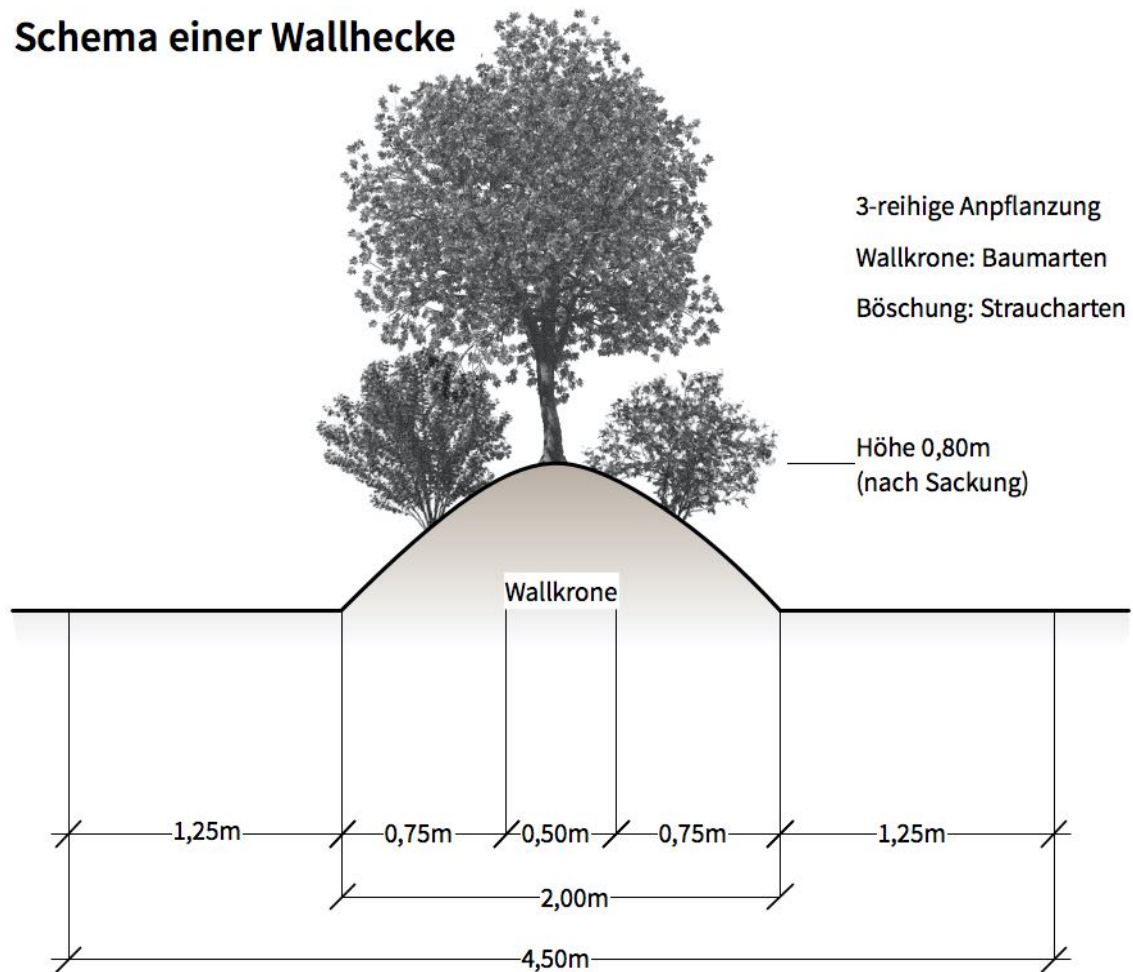 Schema einer Wallhecke
3-reihige Anpflanzung
Wallkrone: Baumarten
Böschung: Straucharten
Höhe 0,80m
(nach Sackung)
Wallkrone
1,25m 0,75m 0,50m 0,75m 1,25m
2,00m
4,50m